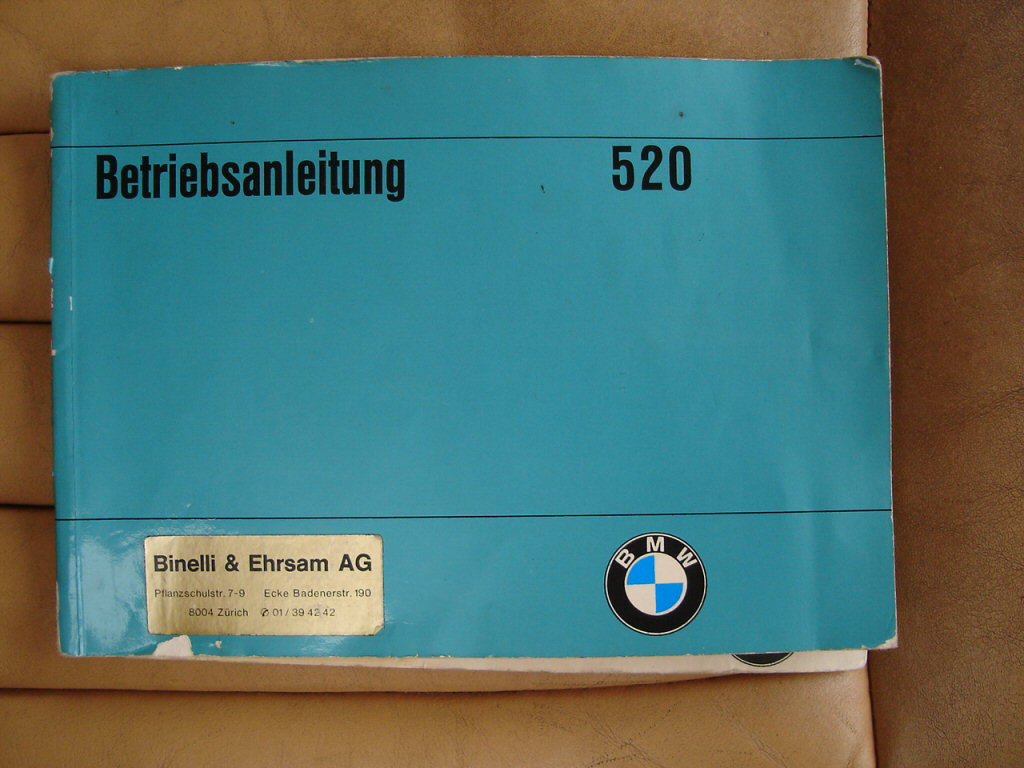 Betriebsanleitung 520
Binelli & Ehrsam AG
Pflanzschulstr. 7-9 Ecke Badenerstr. 190
8004 Zürich ✆ 01/39 42 42
BMW